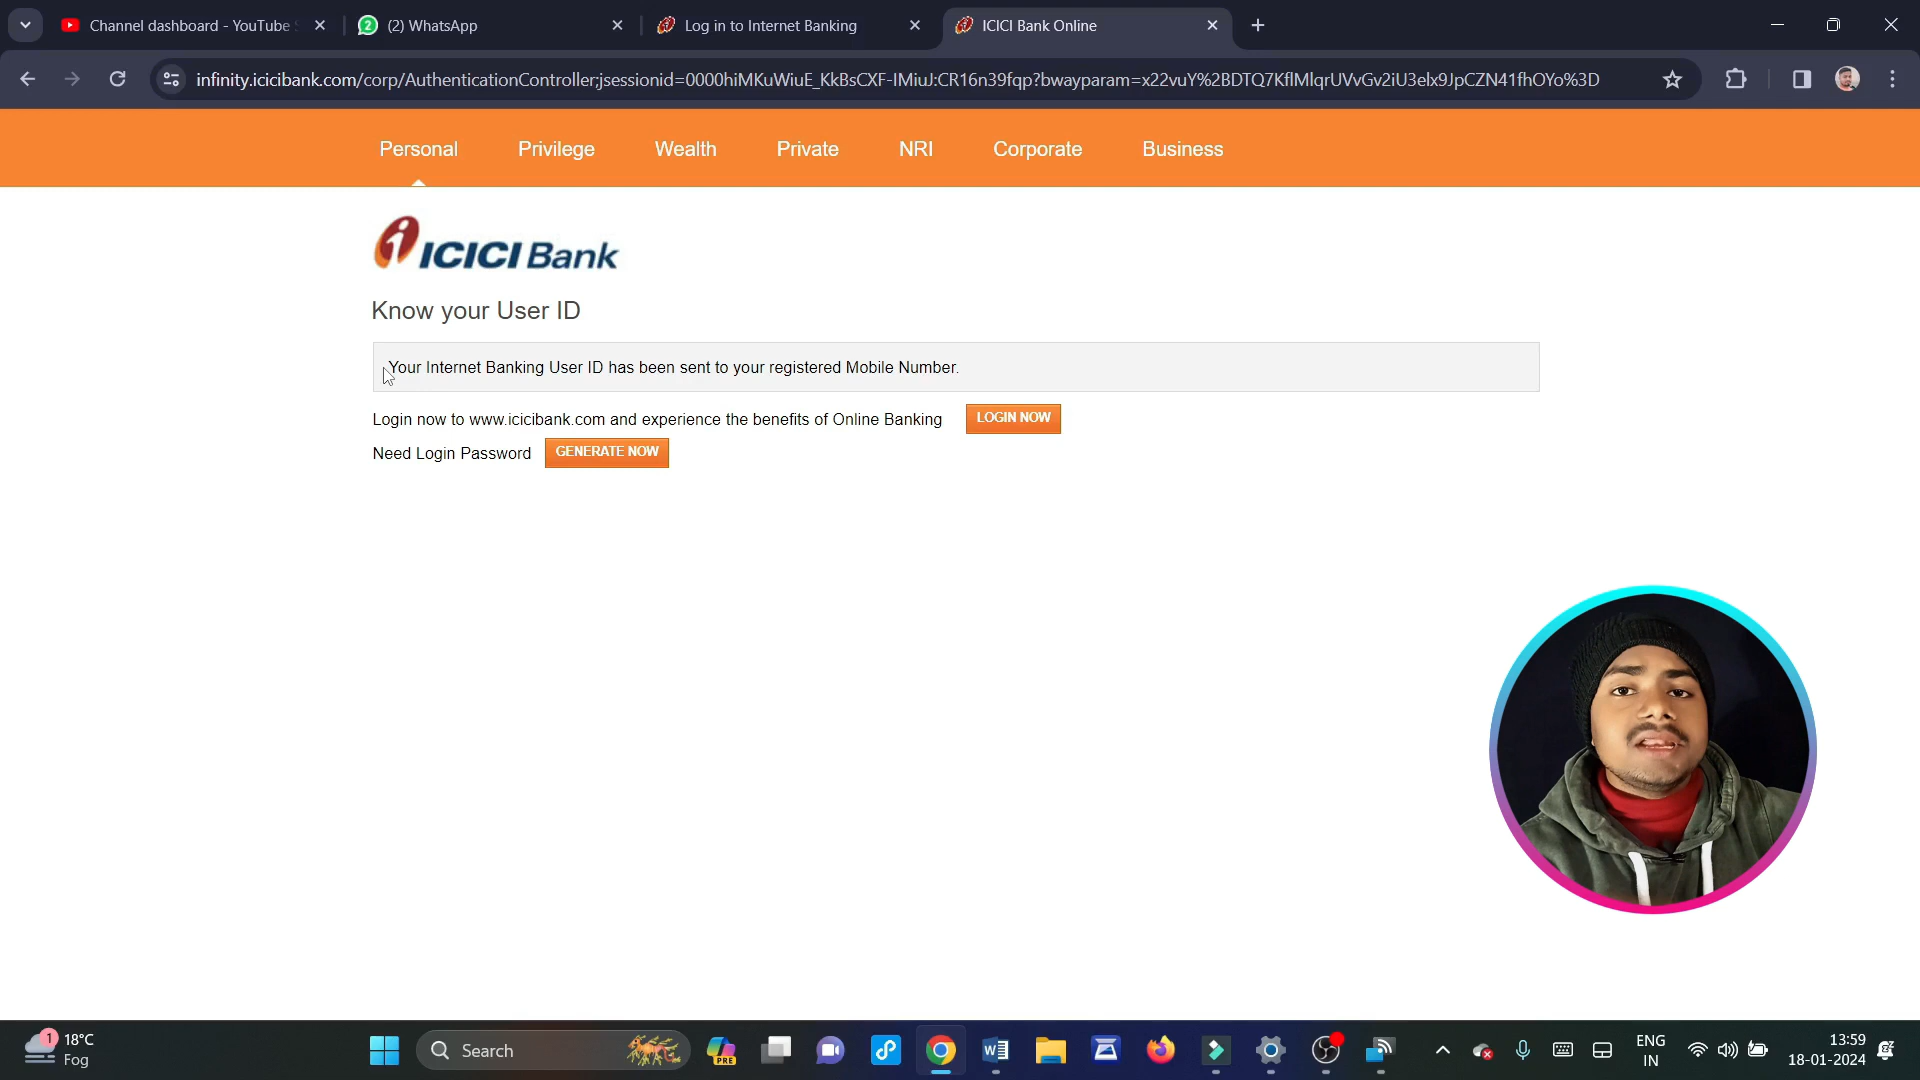 Channel dashboard - YouTube
2 (2) WhatsApp
Log in to Internet Banking
ICICI Bank Online
infinity.icicibank.com/corp/AuthenticationController;jsessionid=0000hiMKuWiuE_KkBsCXF-IMiuJ:CR16n39fqp?bwayparam=x22vuY%2BDTQ7KflMlqrUVvGv2iU3elx9JpCZN41fhOYo%3D
Personal Privilege Wealth Private NRI Corporate Business
ICICI Bank
Know your User ID
Your Internet Banking User ID has been sent to your registered Mobile Number.
Login now to www.icicibank.com and experience the benefits of Online Banking LOGIN NOW
Need Login Password GENERATE NOW
1 18°C
Fog
Search
PRE
ENG
IN
13:59
18-01-2024